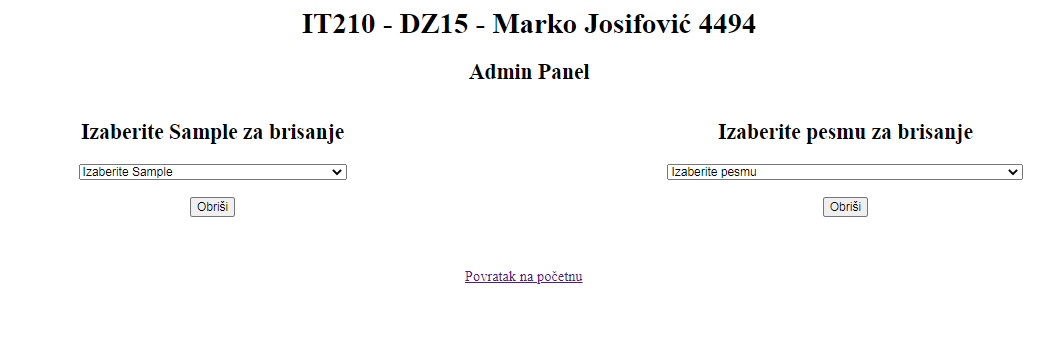 IT210 - DZ15 - Marko Josifović 4494
Admin Panel
Izaberite Sample za brisanje
Izaberite Sample
Obriši
Izaberite pesmu za brisanje
Izaberite pesmu
Obriši
Povratak na početnu